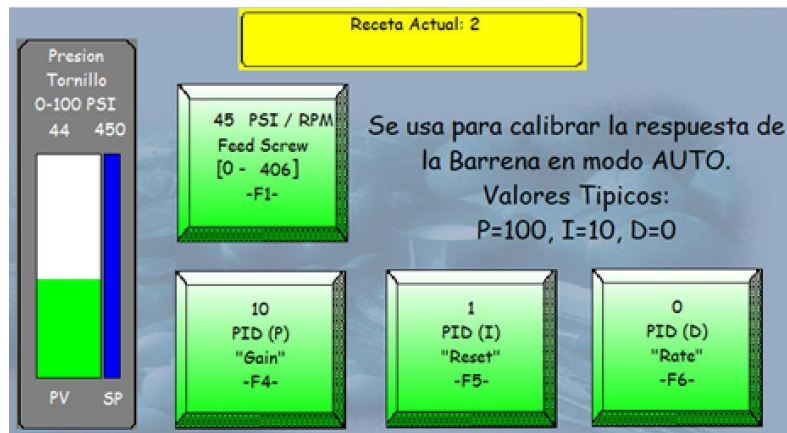 Receta Actual: 2
Presion
Tornillo
0-100 PSI
44 450
PV SP
45 PSI / RPM
Feed Screw
[0 - 406]
-F1-
Se usa para calibrar la respuesta de
la Barrena en modo AUTO.
Valores Tipicos:
P=100, I=10, D=0
10
PID (P)
"Gain"
-F4-
1
PID (I)
"Reset"
-F5-
0
PID (D)
"Rate"
-F6-